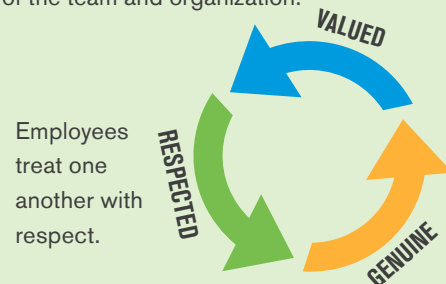 of the team and organization.
VALUED
Employees
treat one
another with
respect.
RESPECTED
GENUINE